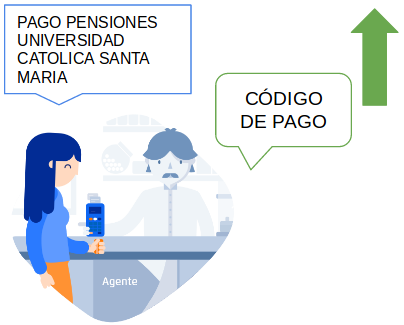 PAGO PENSIONES
UNIVERSIDAD
CATOLICA SANTA
MARIA
CÓDIGO
DE PAGO
Agente